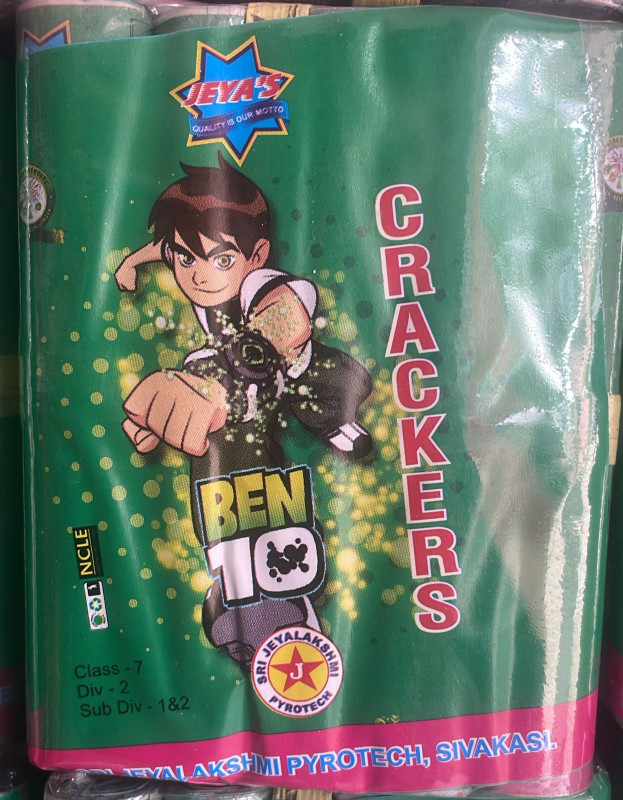 JEYA'S
QUALITY IS OUR MOTTO
CRACKERS
BEN
10
NCLE
Class - 7
Div - 2
Sub Div - 1&2
SRI JEYALAKSHMI
J
PYROTECH
JEYALAKSHMI PYROTECH, SIVAKASI.